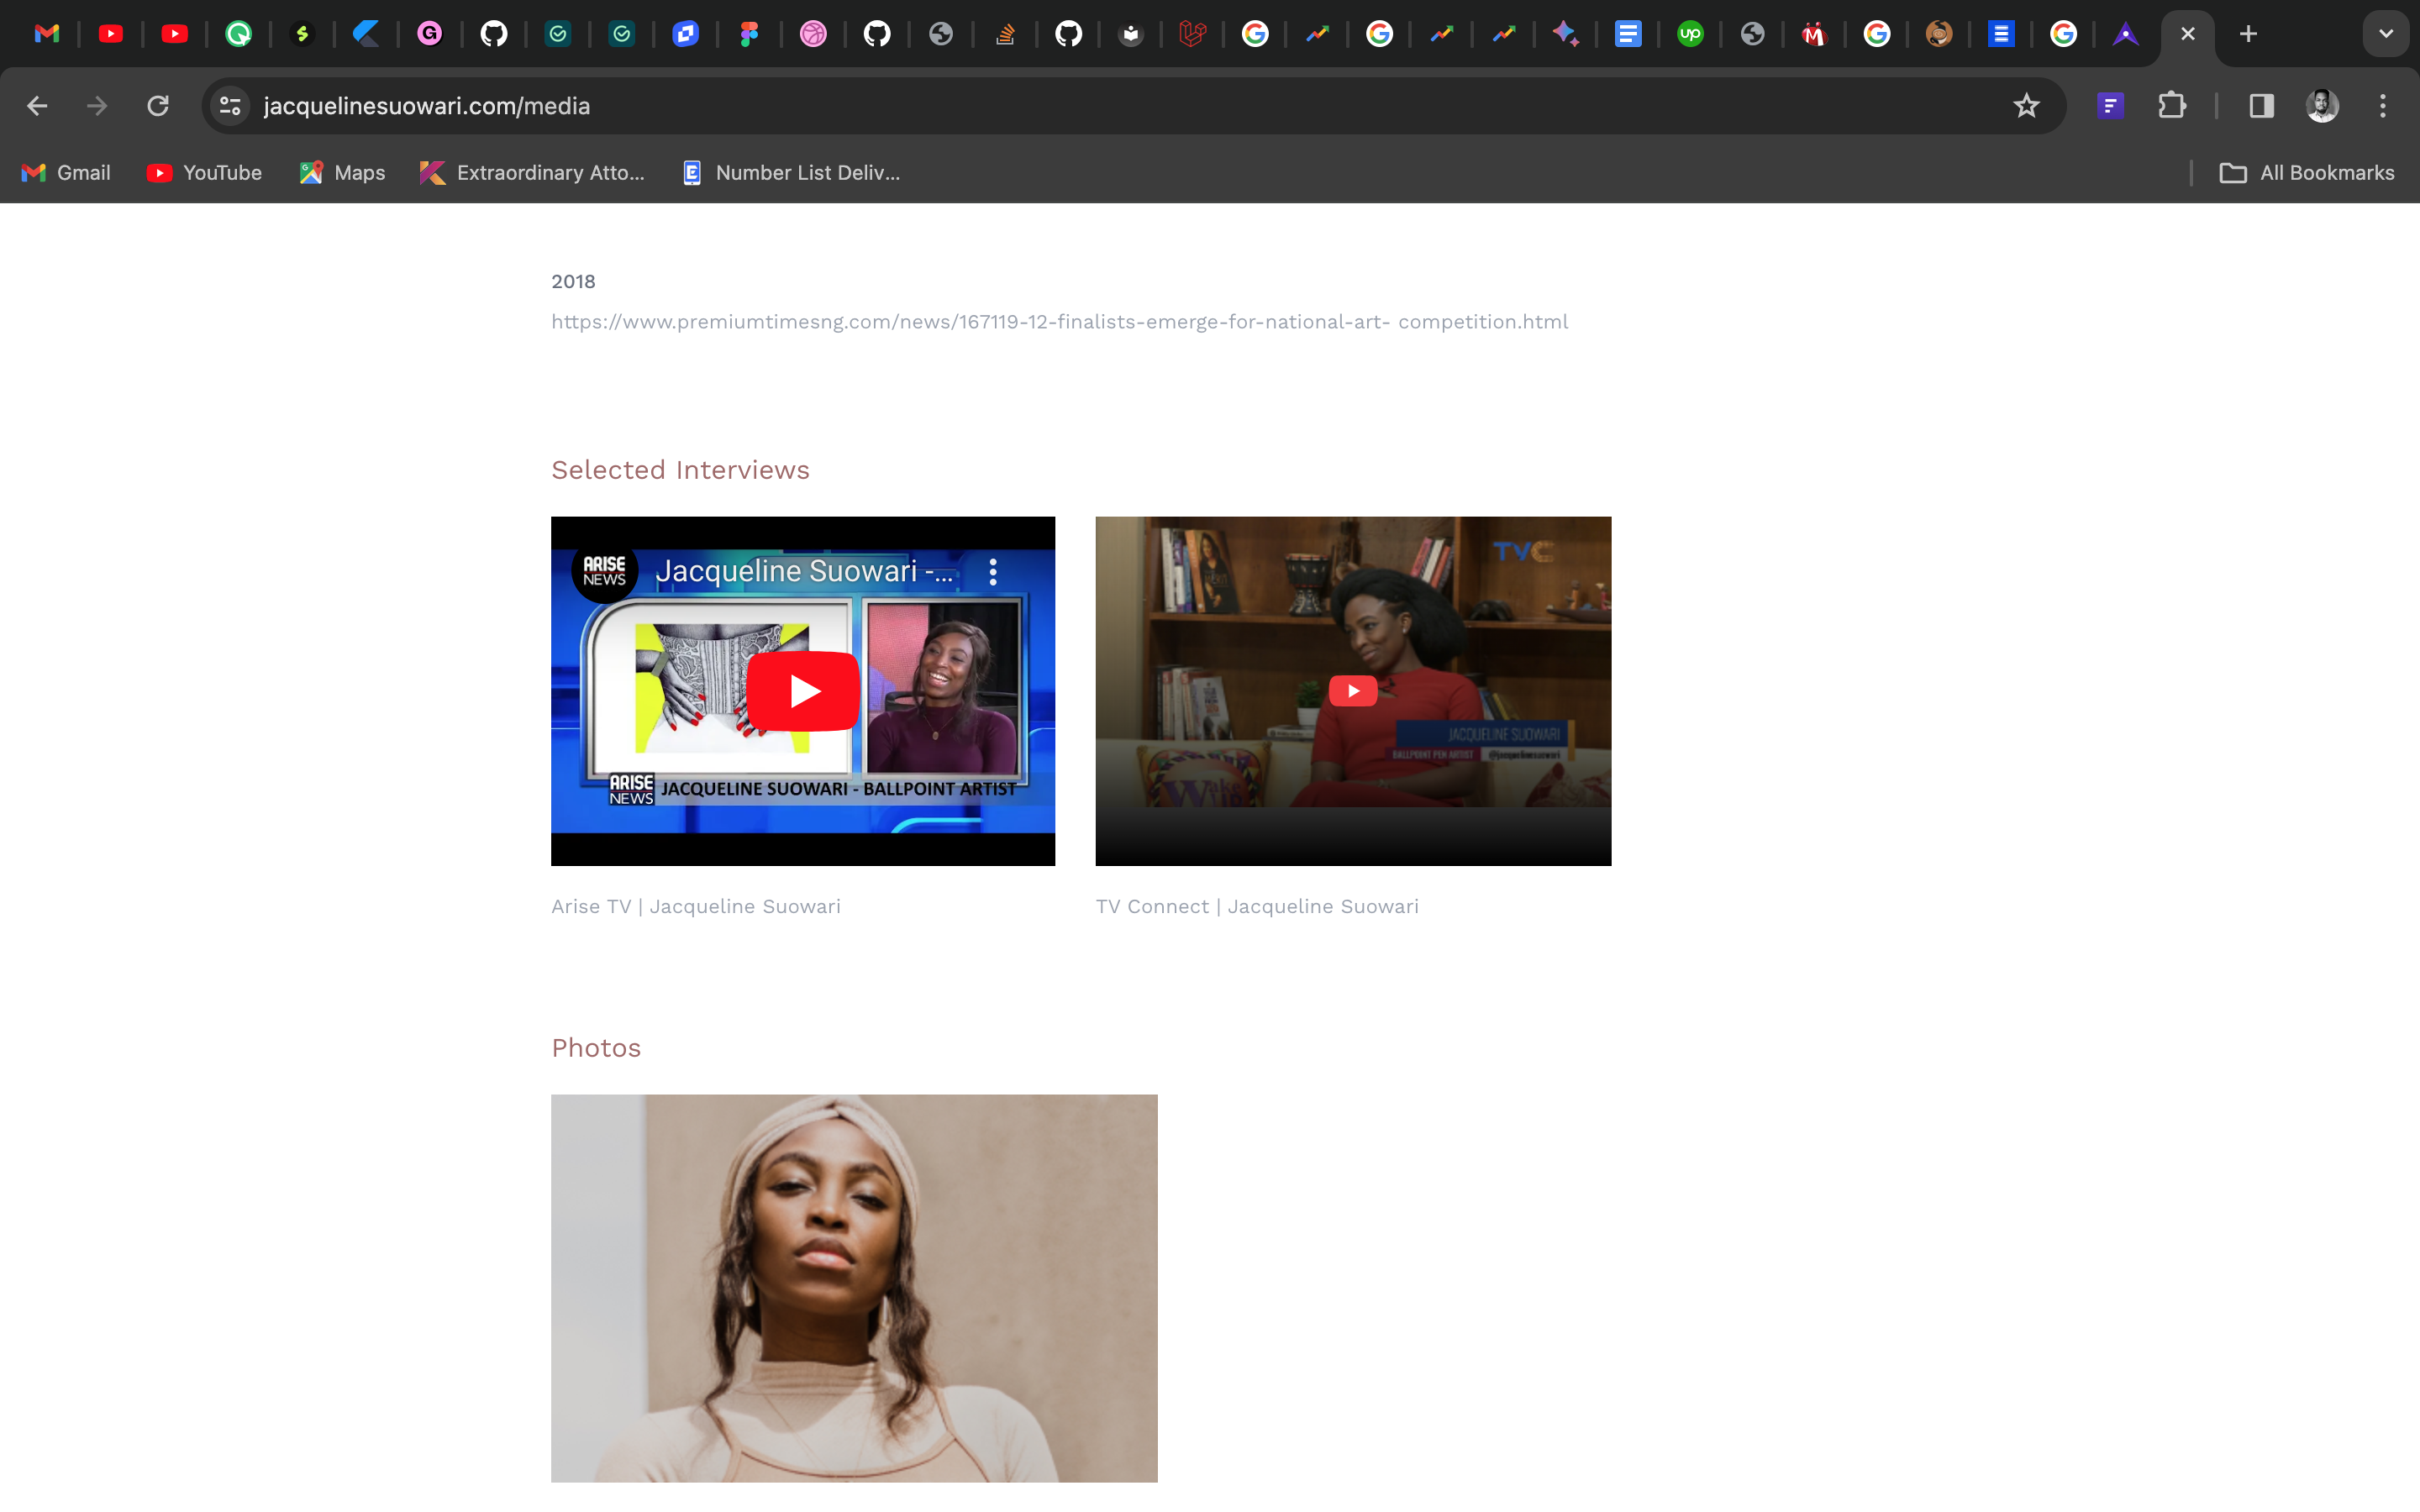 jacquelinesuowari.com/media
Gmail
YouTube
Maps
Extraordinary Atto...
Number List Deliv...
All Bookmarks
2018
https://www.premiumtimesng.com/news/167119-12-finalists-emerge-for-national-art- competition.html
Selected Interviews
ARISE
NEWS
Jacqueline Suowari -...
ARISE
NEWS
JACQUELINE SUOWARI - BALLPOINT ARTIST
TVC
JACQUELINE SUOWARI
BALLPOINT PEN ARTIST
@jacquelinesuowari
Arise TV | Jacqueline Suowari
TV Connect | Jacqueline Suowari
Photos